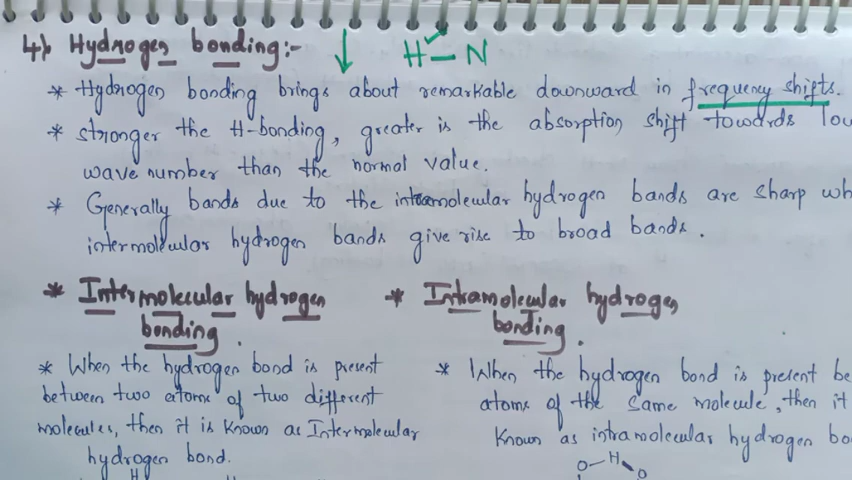 4) Hydrogen bonding:- ↓ H - N
* Hydrogen bonding brings about remarkable downward in frequency shifts.
* stronger the H-bonding, greater is the absorption shift towards
wave number than the normal value.
* Generally bands due to the intramolecular hydrogen bands are sharp
intermolecular hydrogen bands give rise to broad bands.
* Intermolecular hydrogen
bonding.
* When the hydrogen bond is present
between two atoms of two different
molecules, then it is known as Intermolecular
hydrogen bond.
H
* Intramolecular hydrogen
bonding.
* When the hydrogen bond is present
atoms of the same molecule, then it
known as intramolecular hydrogen
O-H O